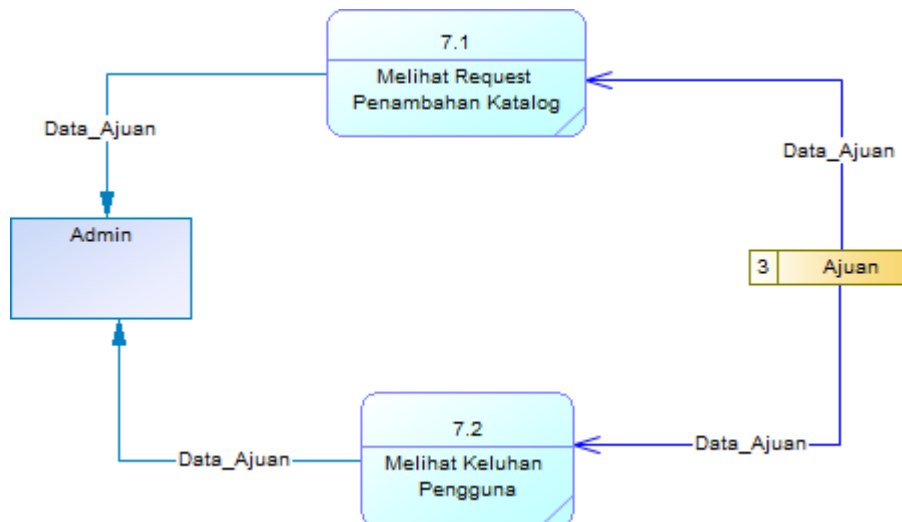 7.1
Melihat Request
Penambahan Katalog
Data_Ajuan
Data_Ajuan
Admin
3
Ajuan
7.2
Melihat Keluhan
Pengguna
Data_Ajuan
Data_Ajuan